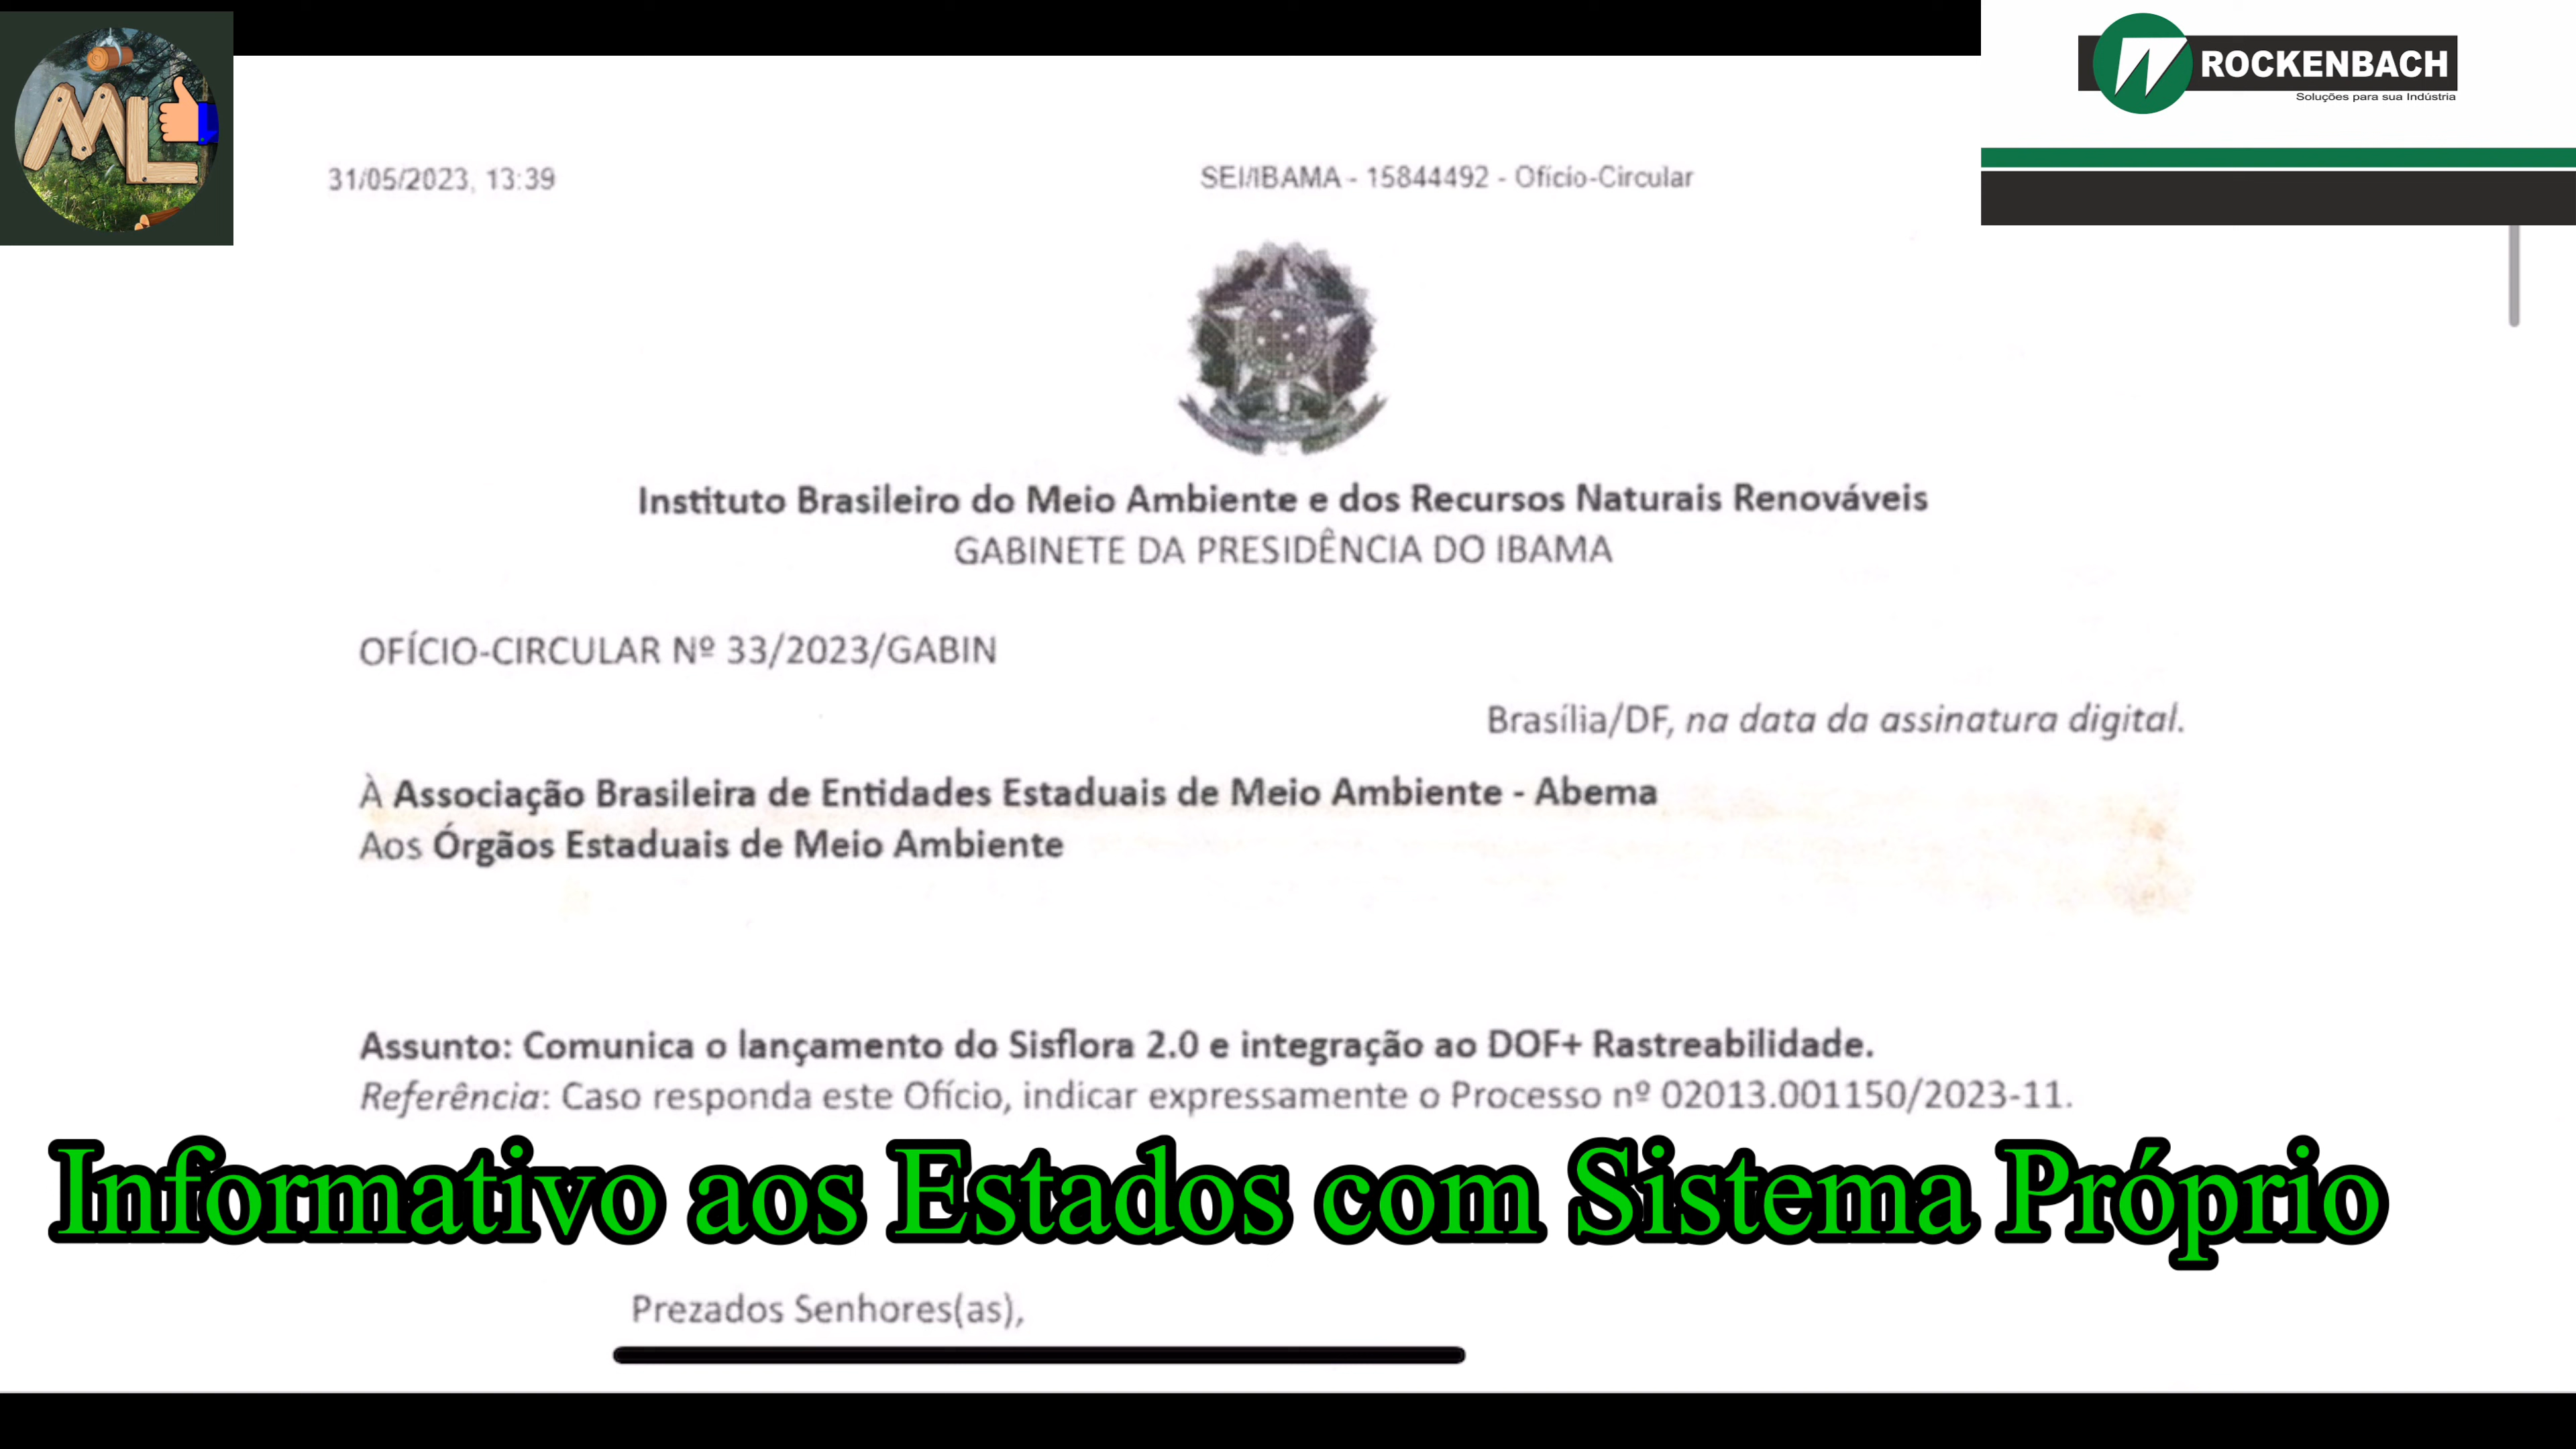 ML
ROCKENBACH
Soluções para sua Indústria
31/05/2023, 13:39
SEI/IBAMA - 15844492 - Ofício-Circular
Instituto Brasileiro do Meio Ambiente e dos Recursos Naturais Renováveis
GABINETE DA PRESIDÊNCIA DO IBAMA
OFÍCIO-CIRCULAR Nº 33/2023/GABIN
Brasília/DF, na data da assinatura digital.
À Associação Brasileira de Entidades Estaduais de Meio Ambiente - Abema
Aos Órgãos Estaduais de Meio Ambiente
Assunto: Comunica o lançamento do Sisflora 2.0 e integração ao DOF+ Rastreabilidade.
Referência: Caso responda este Ofício, indicar expressamente o Processo nº 02013.001150/2023-11.
Informativo aos Estados com Sistema Próprio
Prezados Senhores(as),